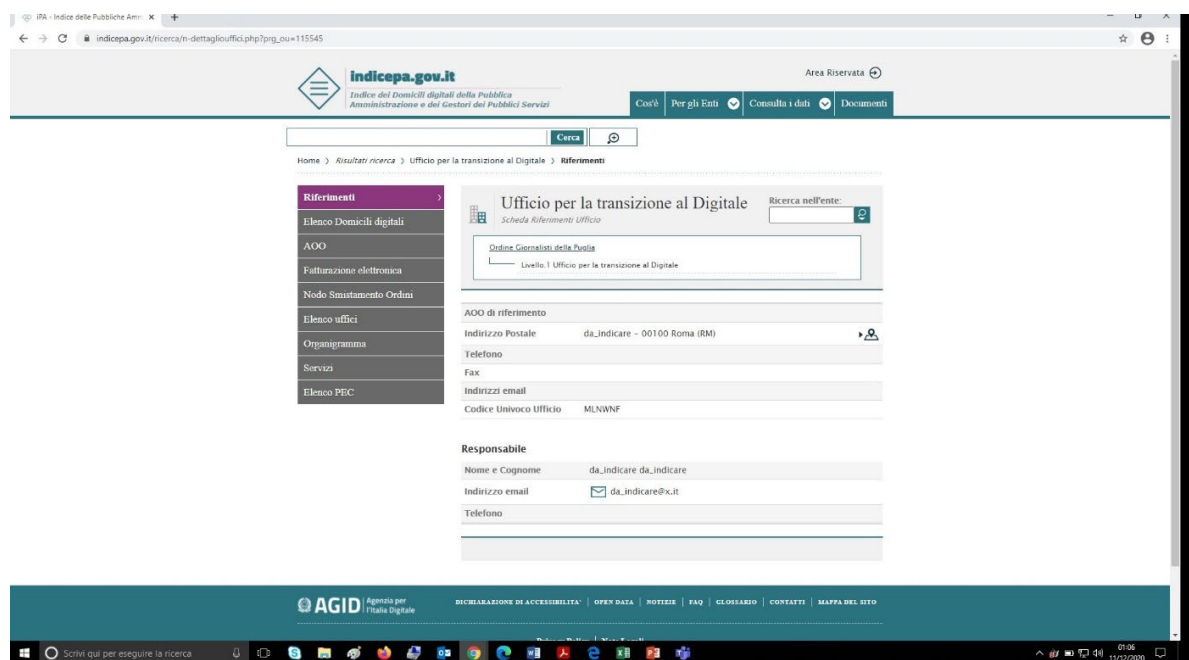 iPA - Indice delle Pubbliche Amm
indicepa.gov.it/ricerca/n-dettagliouffici.php?prg_ou=115545
indicepa.gov.it
Indice dei Domicili digitali della Pubblica
Amministrazione e dei Gestori dei Pubblici Servizi
Area Riservata
Cos'è Per gli Enti Consulta i dati Documenti
Cerca
Home > Risultati ricerca > Ufficio per la transizione al Digitale > Riferimenti
Riferimenti
Elenco Domicili digitali
AOO
Fatturazione elettronica
Nodo Smistamento Ordini
Elenco uffici
Organigramma
Servizi
Elenco PEC
Ufficio per la transizione al Digitale
Scheda Riferimenti Ufficio
Ricerca nell'ente:
Ordine Giornalisti della Puglia
Livello.1 Ufficio per la transizione al Digitale
AOO di riferimento
Indirizzo Postale da_indicare - 00100 Roma (RM)
Telefono
Fax
Indirizzi email
Codice Univoco Ufficio MLNWNF
Responsabile
Nome e Cognome da_indicare da_indicare
Indirizzo email da_indicare@x.it
Telefono
AGID Agenzia per
l'Italia Digitale
DICHIARAZIONE DI ACCESSIBILITA' | OPEN DATA | NOTIZIE | FAQ | GLOSSARIO | CONTATTI | MAPPA DEL SITO
Privacy Policy | Note Legali
Scrivi qui per eseguire la ricerca
01:06
11/12/2020